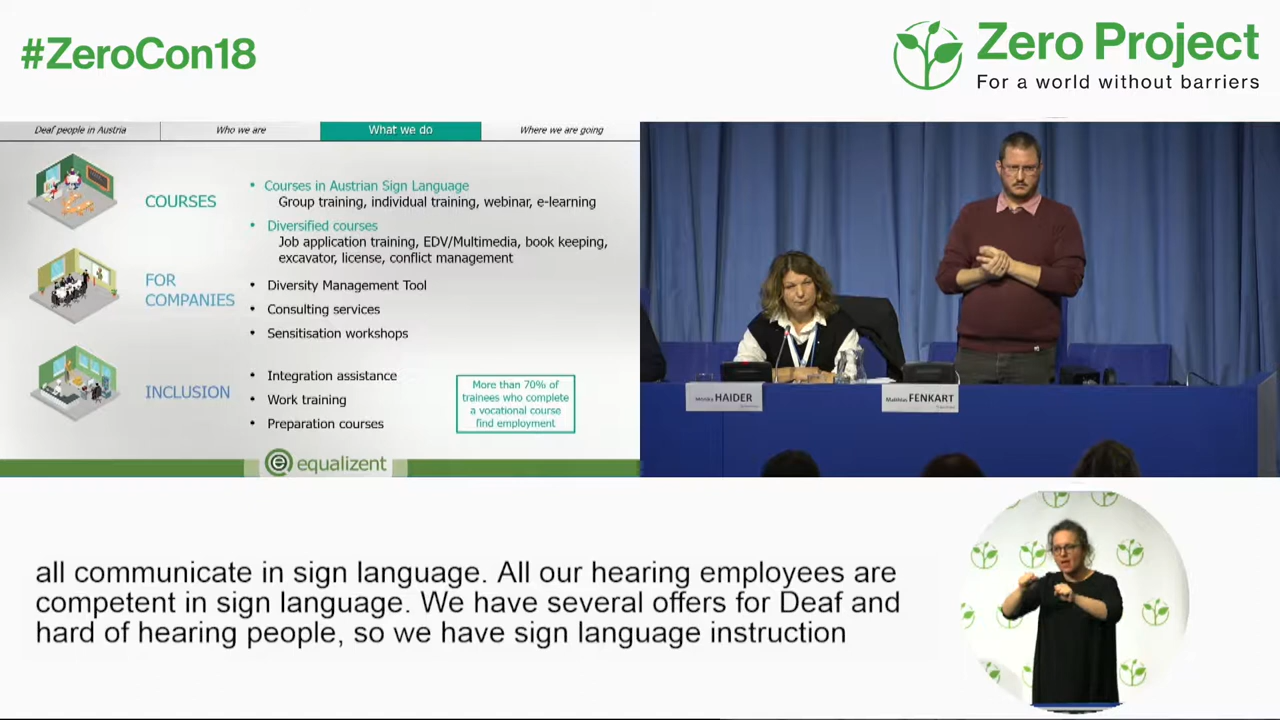 #ZeroCon18
Zero Project
For a world without barriers
Deaf people in Austria
Who we are
What we do
Where we are going
COURSES
• Courses in Austrian Sign Language
Group training, individual training, webinar, e-learning
• Diversified courses
Job application training, EDV/Multimedia, book keeping,
excavator, license, conflict management
FOR
COMPANIES
• Diversity Management Tool
• Consulting services
• Sensitisation workshops
INCLUSION
• Integration assistance
• Work training
• Preparation courses
More than 70% of
trainees who complete
a vocational course
find employment
equalizent
HAIDER
Matthias FENKART
all communicate in sign language. All our hearing employees are
competent in sign language. We have several offers for Deaf and
hard of hearing people, so we have sign language instruction